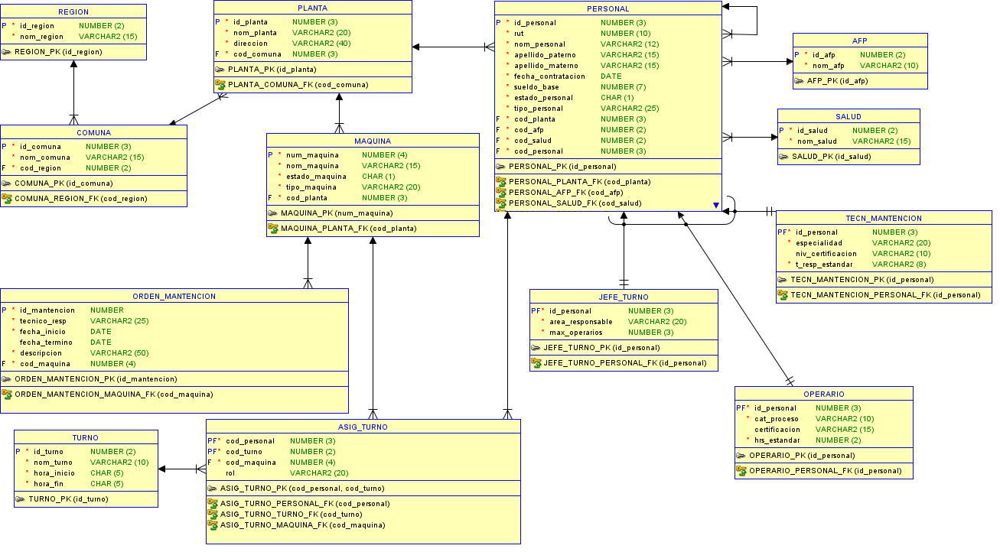 REGION
P * id_region NUMBER (2)
* nom_region VARCHAR2 (15)
REGION_PK (id_region)
PLANTA
P * id_planta NUMBER (3)
* nom_planta VARCHAR2 (20)
* direccion VARCHAR2 (40)
F * cod_comuna NUMBER (3)
PLANTA_PK (id_planta)
PLANTA_COMUNA_FK (cod_comuna)
PERSONAL
P * id_personal NUMBER (3)
* rut NUMBER (10)
* nom_personal VARCHAR2 (12)
* apellido_paterno VARCHAR2 (15)
* apellido_materno VARCHAR2 (15)
* fecha_contratacion DATE
* sueldo_base NUMBER (7)
* estado_personal CHAR (1)
* tipo_personal VARCHAR2 (25)
F * cod_planta NUMBER (3)
F * cod_afp NUMBER (2)
F * cod_salud NUMBER (2)
F * cod_personal NUMBER (3)
PERSONAL_PK (id_personal)
PERSONAL_PLANTA_FK (cod_planta)
PERSONAL_AFP_FK (cod_afp)
PERSONAL_SALUD_FK (cod_salud)
AFP
P * id_afp NUMBER (2)
* nom_afp VARCHAR2 (10)
AFP_PK (id_afp)
SALUD
P * id_salud NUMBER (2)
* nom_salud VARCHAR2 (15)
SALUD_PK (id_salud)
COMUNA
P * id_comuna NUMBER (3)
* nom_comuna VARCHAR2 (15)
F * cod_region NUMBER (2)
COMUNA_PK (id_comuna)
COMUNA_REGION_FK (cod_region)
MAQUINA
P * num_maquina NUMBER (4)
* nom_maquina VARCHAR2 (15)
* estado_maquina CHAR (1)
* tipo_maquina VARCHAR2 (20)
F * cod_planta NUMBER (3)
MAQUINA_PK (num_maquina)
MAQUINA_PLANTA_FK (cod_planta)
TECN_MANTENCION
PF* id_personal NUMBER (3)
* especialidad VARCHAR2 (20)
niv_certificacion VARCHAR2 (10)
* t_resp_estandar VARCHAR2 (8)
TECN_MANTENCION_PK (id_personal)
TECN_MANTENCION_PERSONAL_FK (id_personal)
ORDEN_MANTENCION
P * id_mantencion NUMBER
* tecnico_resp VARCHAR2 (25)
* fecha_inicio DATE
fecha_termino DATE
* descripcion VARCHAR2 (50)
F * cod_maquina NUMBER (4)
ORDEN_MANTENCION_PK (id_mantencion)
ORDEN_MANTENCION_MAQUINA_FK (cod_maquina)
JEFE_TURNO
PF* id_personal NUMBER (3)
* area_responsable VARCHAR2 (20)
* max_operarios NUMBER (3)
JEFE_TURNO_PK (id_personal)
JEFE_TURNO_PERSONAL_FK (id_personal)
OPERARIO
PF* id_personal NUMBER (3)
* cat_proceso VARCHAR2 (10)
certificacion VARCHAR2 (15)
* hrs_estandar NUMBER (2)
OPERARIO_PK (id_personal)
OPERARIO_PERSONAL_FK (id_personal)
TURNO
P * id_turno NUMBER (2)
* nom_turno VARCHAR2 (10)
* hora_inicio CHAR (5)
* hora_fin CHAR (5)
TURNO_PK (id_turno)
ASIG_TURNO
PF* cod_personal NUMBER (3)
PF* cod_turno NUMBER (2)
F * cod_maquina NUMBER (4)
rol VARCHAR2 (20)
ASIG_TURNO_PK (cod_personal, cod_turno)
ASIG_TURNO_PERSONAL_FK (cod_personal)
ASIG_TURNO_TURNO_FK (cod_turno)
ASIG_TURNO_MAQUINA_FK (cod_maquina)